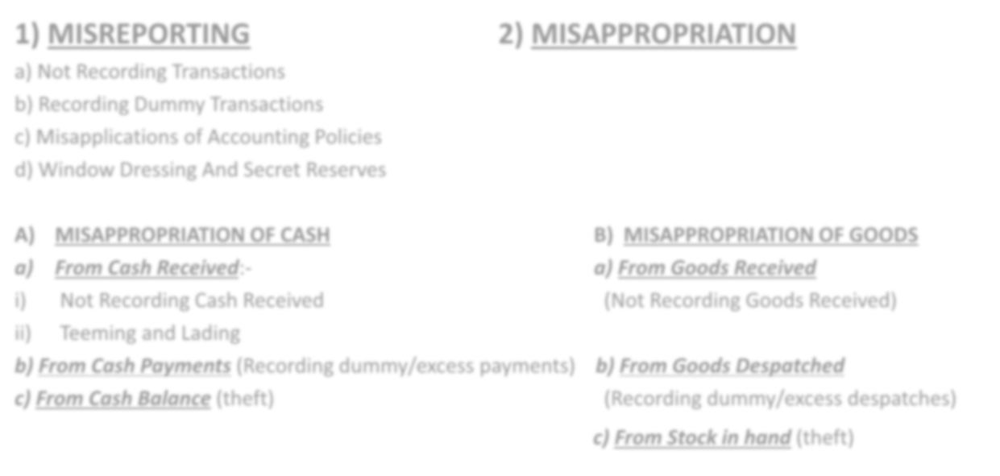 1) MISREPORTING 2) MISAPPROPRIATION
a) Not Recording Transactions
b) Recording Dummy Transactions
c) Misapplications of Accounting Policies
d) Window Dressing And Secret Reserves
A) MISAPPROPRIATION OF CASH B) MISAPPROPRIATION OF GOODS
a) From Cash Received:- a) From Goods Received
i) Not Recording Cash Received (Not Recording Goods Received)
ii) Teeming and Lading
b) From Cash Payments (Recording dummy/excess payments) b) From Goods Despatched
c) From Cash Balance (theft) (Recording dummy/excess despatches)
c) From Stock in hand (theft)